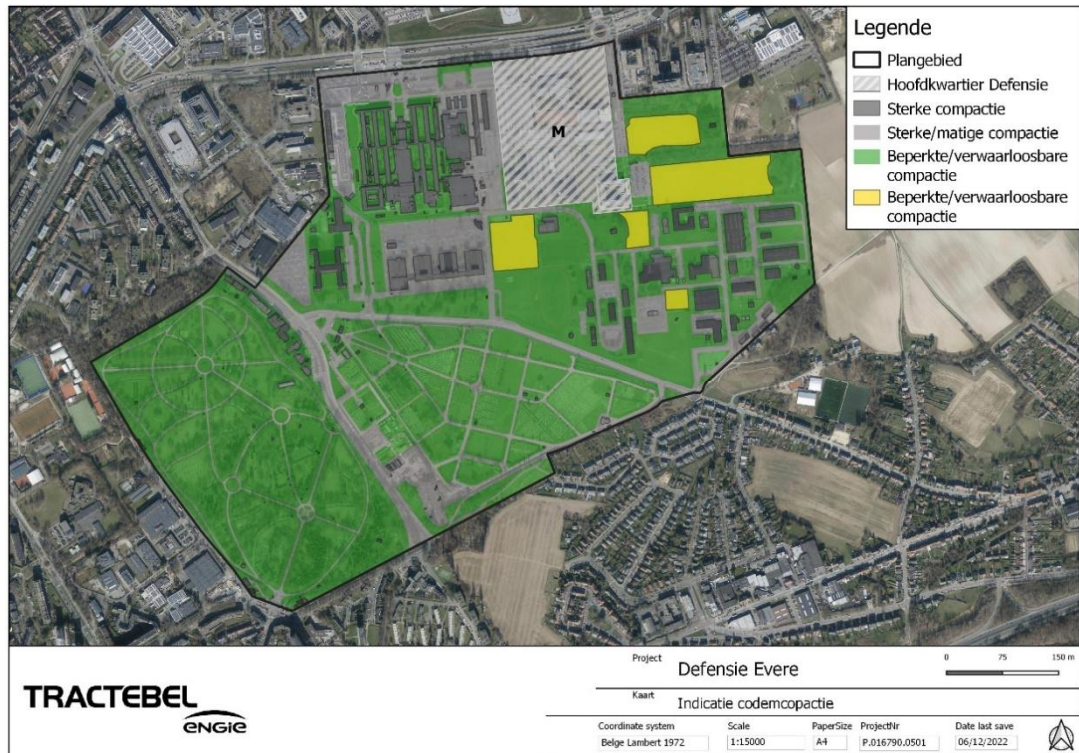 Legende
Plangebied
Hoofdkwartier Defensie
Sterke compactie
Sterke/matige compactie
Beperkte/verwaarloosbare
compactie
Beperkte/verwaarloosbare
compactie
M
TRACTEBEL
ENGIE
Project
Defensie Evere
0 75 150 m
Kaart
Indicatie codemcopactie
Coordinate system
Scale
PaperSize
ProjectNr
Date last save
Belge Lambert 1972
1:15000
A4
P.016790.0501
06/12/2022